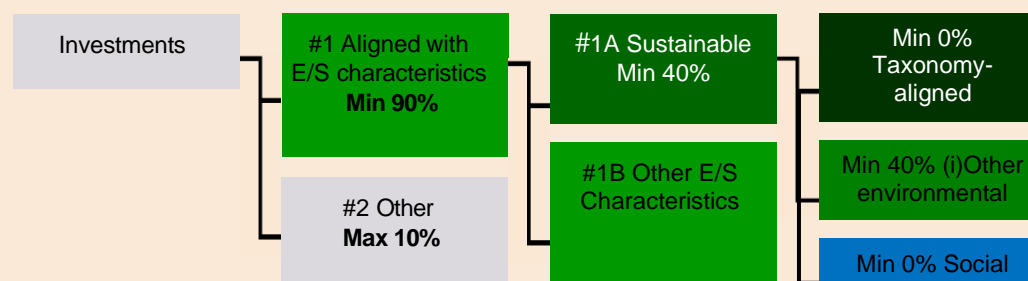 Investments
#1 Aligned with
E/S characteristics
Min 90%
#2 Other
Max 10%
#1A Sustainable
Min 40%
#1B Other E/S
Characteristics
Min 0%
Taxonomy-
aligned
Min 40% (i)Other
environmental
Min 0% Social